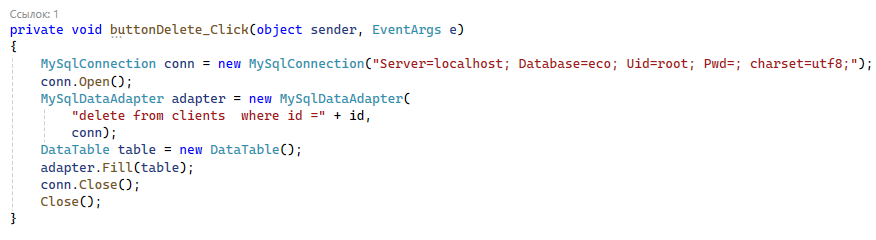 Ссылок: 1
private void buttonDelete_Click(object sender, EventArgs e)
{
    MySqlConnection conn = new MySqlConnection("Server=localhost; Database=eco; Uid=root; Pwd=; charset=utf8;");
    conn.Open();
    MySqlDataAdapter adapter = new MySqlDataAdapter(
        "delete from clients  where id =" + id,
        conn);
    DataTable table = new DataTable();
    adapter.Fill(table);
    conn.Close();
    Close();
}